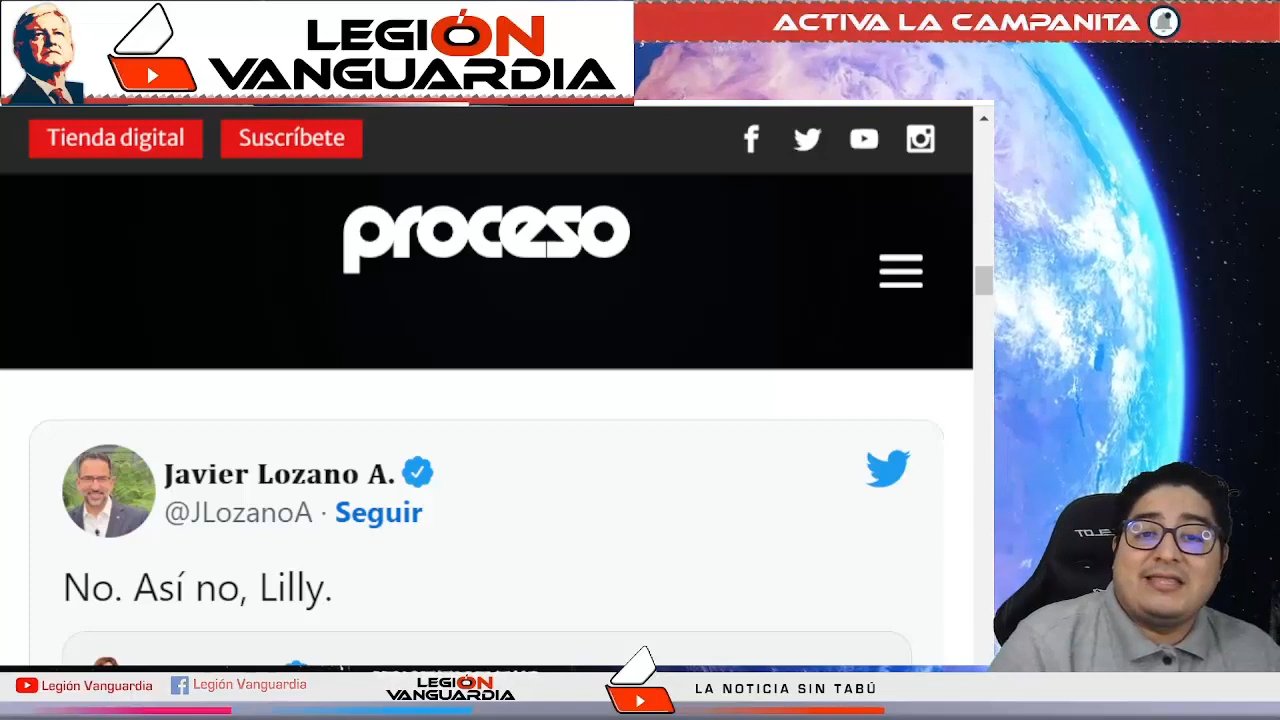 LEGIÓN
VANGUARDIA
ACTIVA LA CAMPANITA
Tienda digital
Suscríbete
proceso
Javier Lozano A.
@JLozanoA · Seguir
No. Así no, Lilly.
Legión Vanguardia
Legión Vanguardia
LEGIÓN
VANGUARDIA
LA NOTICIA SIN TABÚ